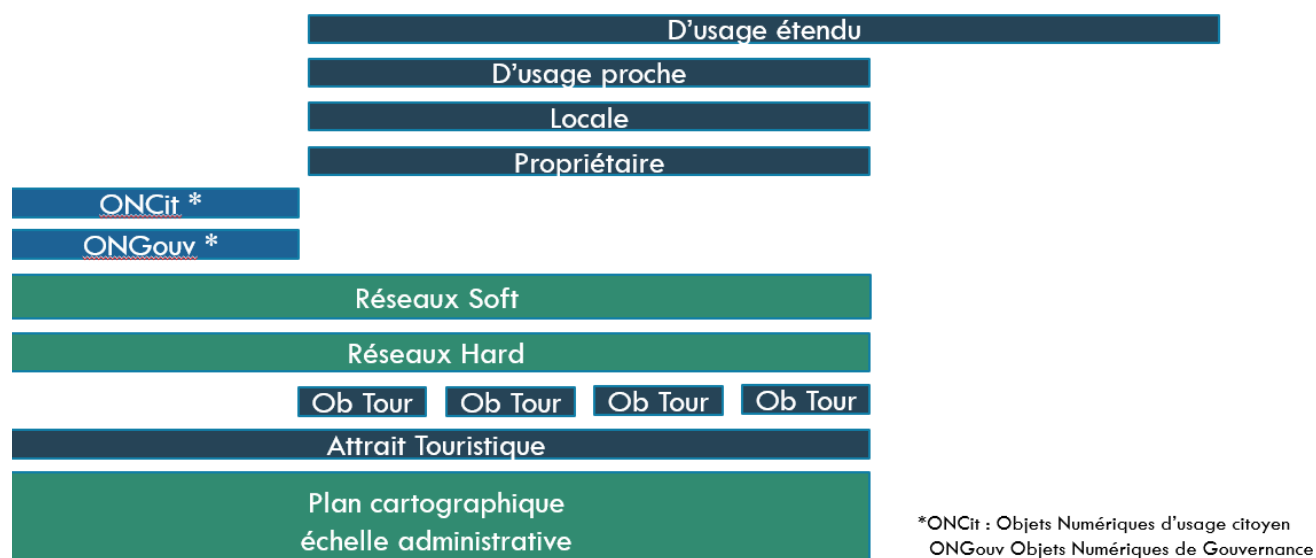 D'usage étendu
D'usage proche
Locale
Propriétaire
ONCit *
ONGouv *
Réseaux Soft
Réseaux Hard
Ob Tour Ob Tour Ob Tour Ob Tour
Attrait Touristique
Plan cartographique
échelle administrative
*ONCit : Objets Numériques d'usage citoyen
ONGouv Objets Numériques de Gouvernance